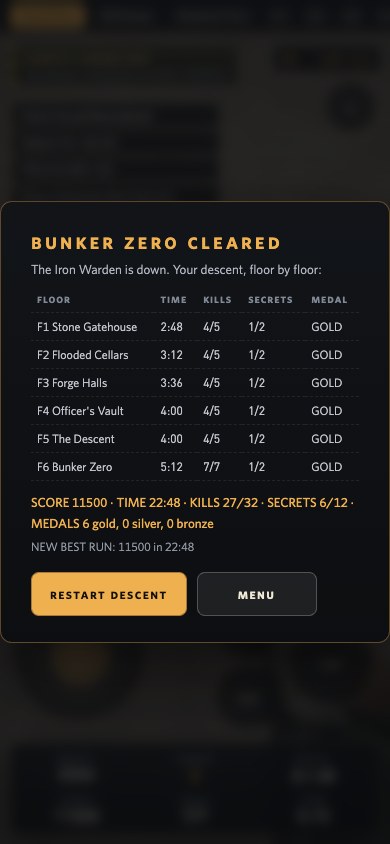 BUNKER ZERO CLEARED
The Iron Warden is down. Your descent, floor by floor:
FLOOR TIME KILLS SECRETS MEDAL
F1 Stone Gatehouse 2:48 4/5 1/2 GOLD
F2 Flooded Cellars 3:12 4/5 1/2 GOLD
F3 Forge Halls 3:36 4/5 1/2 GOLD
F4 Officer's Vault 4:00 4/5 1/2 GOLD
F5 The Descent 4:00 4/5 1/2 GOLD
F6 Bunker Zero 5:12 7/7 1/2 GOLD
SCORE 11500 · TIME 22:48 · KILLS 27/32 · SECRETS 6/12 ·
MEDALS 6 gold, 0 silver, 0 bronze
NEW BEST RUN: 11500 in 22:48
RESTART DESCENT MENU